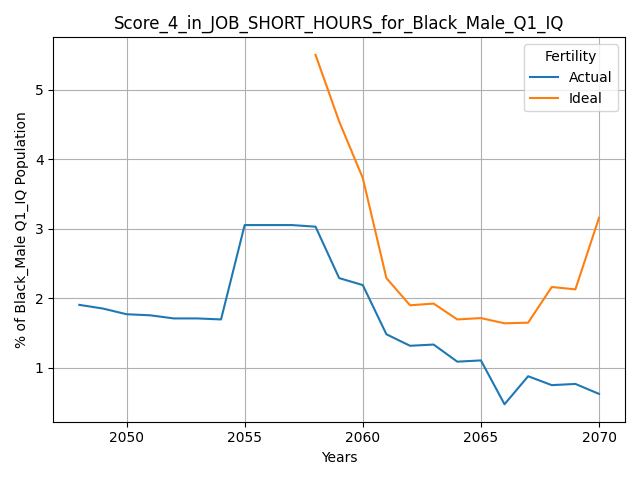 Score_4_in_JOB_SHORT_HOURS_for_Black_Male_Q1_IQ
Fertility
Actual
Ideal
% of Black_Male Q1_IQ Population
5
4
3
2
1
2050 2055 2060 2065 2070
Years